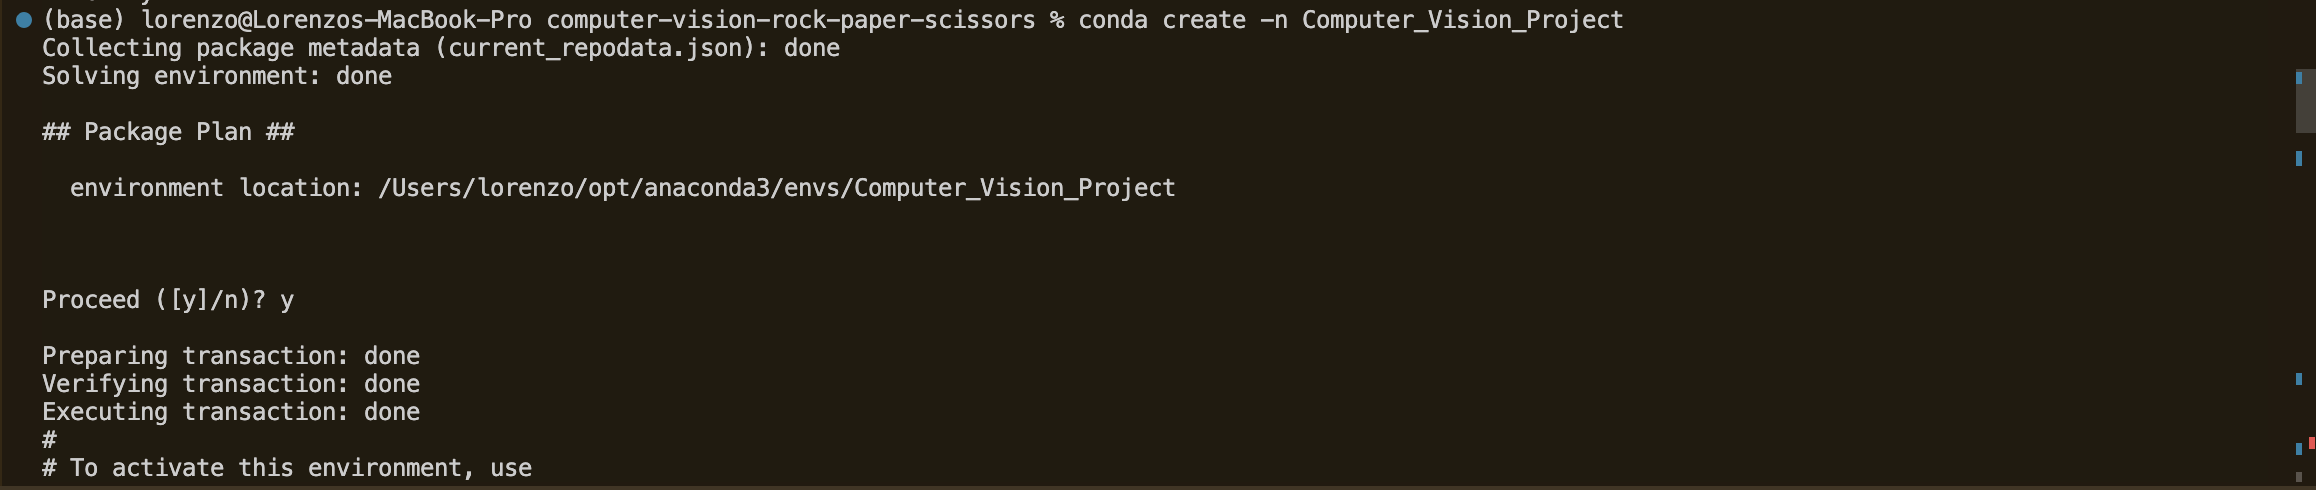 (base) lorenzo@Lorenzos-MacBook-Pro computer-vision-rock-paper-scissors % conda create -n Computer_Vision_Project
Collecting package metadata (current_repodata.json): done
Solving environment: done
## Package Plan ##
environment location: /Users/lorenzo/opt/anaconda3/envs/Computer_Vision_Project
Proceed ([y]/n)? y
Preparing transaction: done
Verifying transaction: done
Executing transaction: done
#
# To activate this environment, use